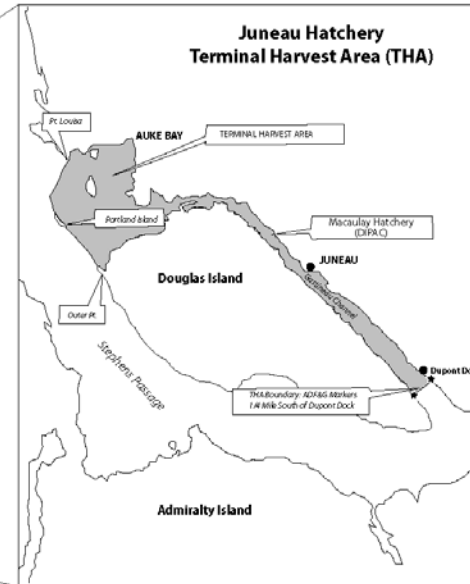 Juneau Hatchery
Terminal Harvest Area (THA)
Pt. Louisa
AUKE BAY
TERMINAL HARVEST AREA
Portland Island
Macaulay Hatchery
(DIPAC)
JUNEAU
Douglas Island
Gastineau Channel
Outer Pt.
Stephens Passage
Dupont Do
THA Boundary: ADF&G Markers
1/4 Mile South of Dupont Dock
Admiralty Island